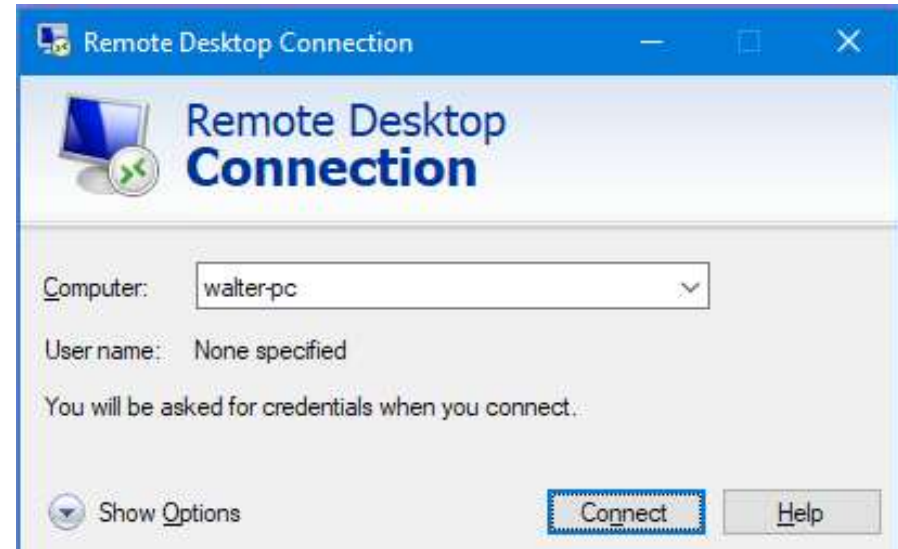 Remote Desktop Connection
Remote Desktop
Connection
Computer: walter-pc
User name: None specified
You will be asked for credentials when you connect.
Show Options Connect Help